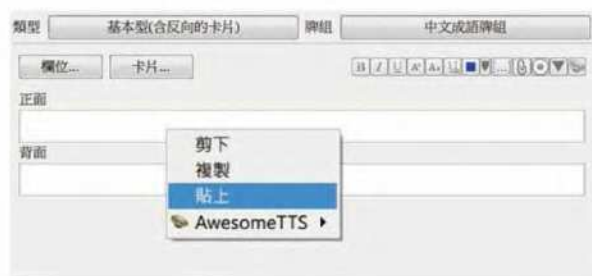 類型 基本型(含反向的卡片) 牌組 中文成語牌組
欄位... 卡片...
正面
背面
剪下
複製
貼上
AwesomeTTS